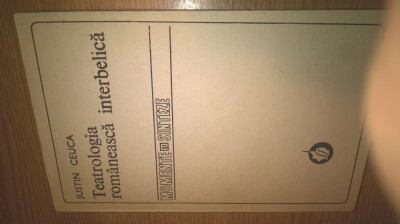 JUSTIN CEUCA
Teatrologia
românească interbelică
MOMENTE ȘI SINTEZE